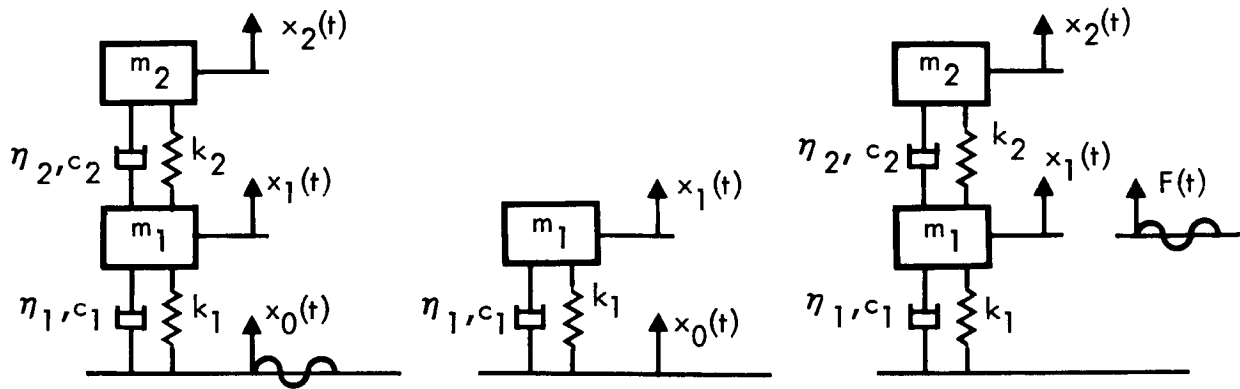 x₂(t)
m₂
η₂, c₂
k₂
x₁(t)
m₁
η₁, c₁
k₁
x₀(t)
x₁(t)
m₁
η₁, c₁
k₁
x₀(t)
x₂(t)
m₂
η₂, c₂
k₂
x₁(t)
F(t)
m₁
η₁, c₁
k₁